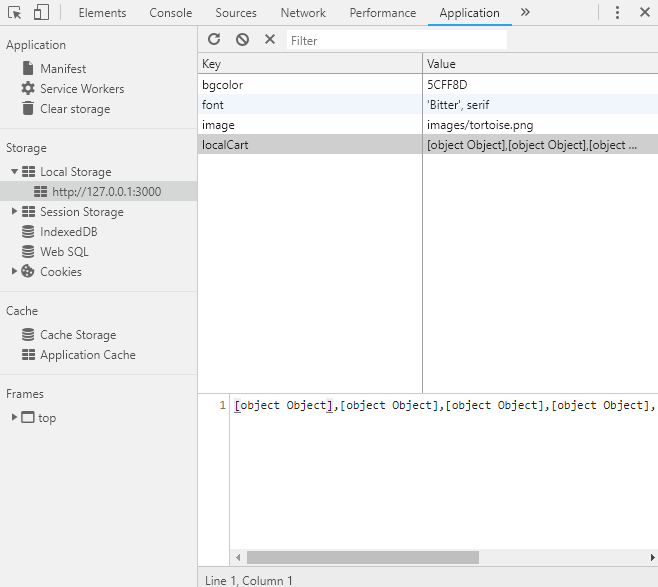 Elements Console Sources Network Performance Application »
Application
Manifest
Service Workers
Clear storage
Storage
Local Storage
http://127.0.0.1:3000
Session Storage
IndexedDB
Web SQL
Cookies
Cache
Cache Storage
Application Cache
Frames
top
Filter
Key Value
bgcolor 5CFF8D
font 'Bitter', serif
image images/tortoise.png
localCart [object Object],[object Object],[object ...
1 [object Object],[object Object],[object Object],[object Object],
Line 1, Column 1